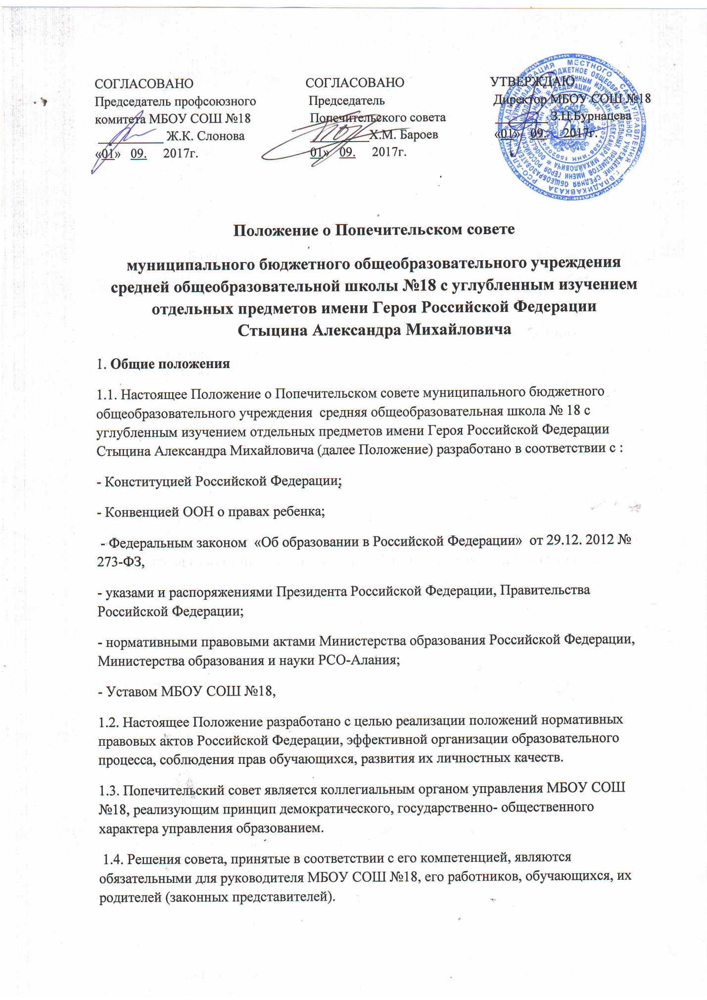 СОГЛАСОВАНО
Председатель профсоюзного
комитета МБОУ СОШ №18
__________ Ж.К. Слонова
«01» 09. 2017г.
СОГЛАСОВАНО
Председатель
Попечительского совета
_________Х.М. Бароев
01» 09. 2017г.
УТВЕРЖДАЮ
Директор МБОУ СОШ №18
________ З.Ц.Бурнацева
«01» 09. 2017г.
Положение о Попечительском совете
муниципального бюджетного общеобразовательного учреждения
средней общеобразовательной школы №18 с углубленным изучением
отдельных предметов имени Героя Российской Федерации
Стыцина Александра Михайловича
1. Общие положения
1.1. Настоящее Положение о Попечительском совете муниципального бюджетного
общеобразовательного учреждения средняя общеобразовательная школа № 18 с
углубленным изучением отдельных предметов имени Героя Российской Федерации
Стыцина Александра Михайловича (далее Положение) разработано в соответствии с :
- Конституцией Российской Федерации;
- Конвенцией ООН о правах ребенка;
- Федеральным законом «Об образовании в Российской Федерации» от 29.12. 2012 №
273-ФЗ,
- указами и распоряжениями Президента Российской Федерации, Правительства
Российской Федерации;
- нормативными правовыми актами Министерства образования Российской Федерации,
Министерства образования и науки РСО-Алания;
- Уставом МБОУ СОШ №18,
1.2. Настоящее Положение разработано с целью реализации положений нормативных
правовых актов Российской Федерации, эффективной организации образовательного
процесса, соблюдения прав обучающихся, развития их личностных качеств.
1.3. Попечительский совет является коллегиальным органом управления МБОУ СОШ
№18, реализующим принцип демократического, государственно- общественного
характера управления образованием.
1.4. Решения совета, принятые в соответствии с его компетенцией, являются
обязательными для руководителя МБОУ СОШ №18, его работников, обучающихся, их
родителей (законных представителей).